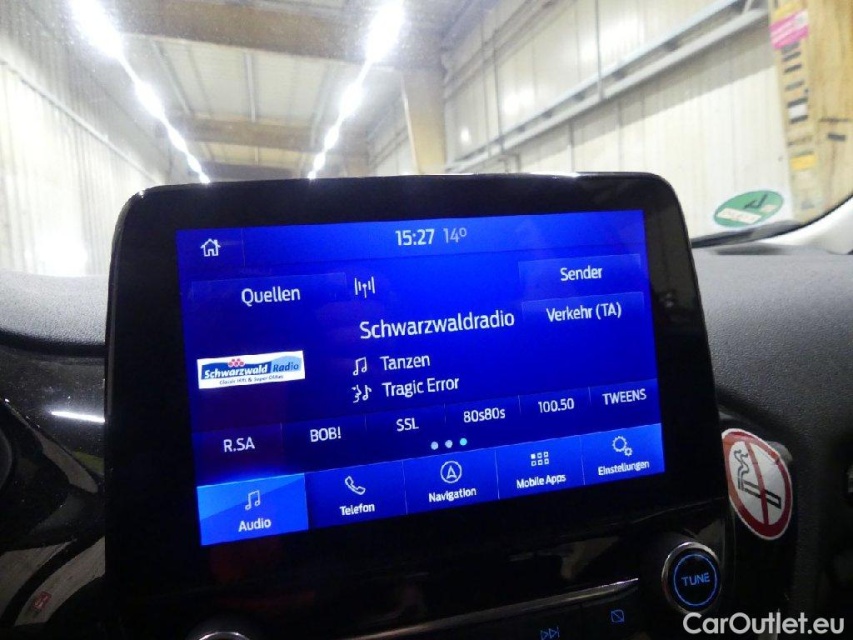 15:27 14°
Quellen
Sender
Schwarzwaldradio
Verkehr (TA)
Schwarzwald Radio
Tanzen
Tragic Error
R.SA
BOB!
SSL
80s80s
100.50
TWEENS
Audio
Telefon
Navigation
Mobile Apps
Einstellungen
TUNE
CarOutlet.eu